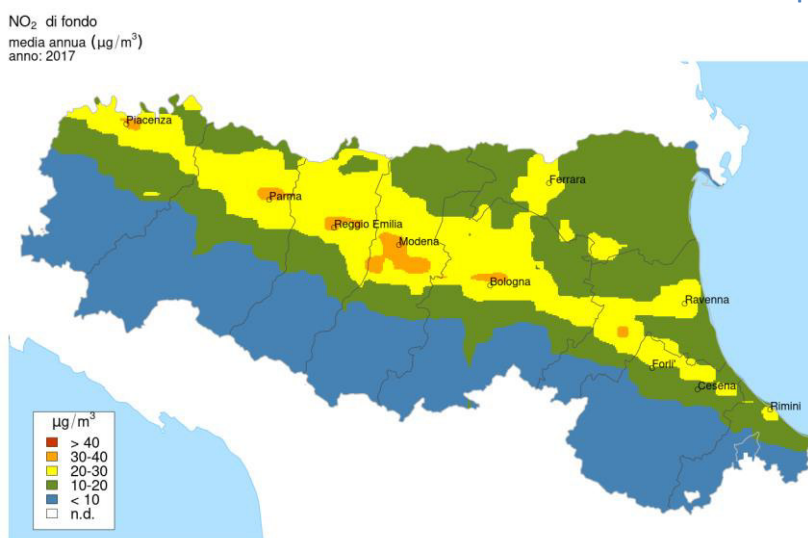 NO₂ di fondo
media annua (μg/m³)
anno: 2017
Piacenza
Parma
Ferrara
Reggio Emilia
Modena
Bologna
Ravenna
Forli'
Cesena
Rimini
μg/m³
> 40
30-40
20-30
10-20
< 10
n.d.